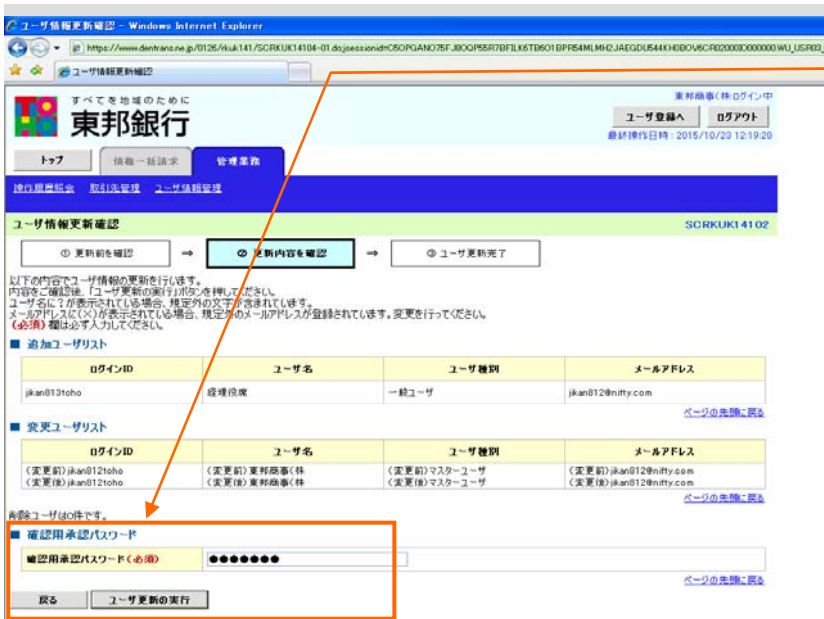 ユーザ情報更新確認 - Windows Internet Explorer
ユーザ情報更新確認
すべてを地域のために
東邦銀行
東邦商事(株:ログイン中
ユーザ登録へ ログアウト
最終操作日時:2015/10/23 12:19:20
トップ 債権一括請求 管理業務
操作履歴照会 取引先管理 ユーザ情報管理
ユーザ情報更新確認 SCRKUK14102
① 更新前を確認 ⇒ ② 更新内容を確認 ⇒ ③ ユーザ更新完了
以下の内容でユーザ情報の更新を行います。
内容をご確認後、「ユーザ更新の実行」ボタンを押してください。
ユーザ名に?が表示されている場合、規定外の文字が含まれています。
メールアドレスに(×)が表示されている場合、規定外のメールアドレスが登録されています。変更を行ってください。
(必須)欄は必ず入力してください。
■ 追加ユーザリスト
ログインID ユーザ名 ユーザ種別 メールアドレス
jikan813toho 経理役席 一般ユーザ jikan812@nifty.com
ページの先頭に戻る
■ 変更ユーザリスト
ログインID ユーザ名 ユーザ種別 メールアドレス
(変更前)jikan812toho (変更前)東邦商事(株 (変更前)マスターユーザ (変更前)jikan812@nifty.com
(変更後)jikan812toho (変更後)東邦商事(株 (変更後)マスターユーザ (変更後)jikan812@nifty.com
ページの先頭に戻る
削除ユーザは0件です。
■ 確認用承認パスワード
確認用承認パスワード(必須) ●●●●●●●
ページの先頭に戻る
戻る ユーザ更新の実行